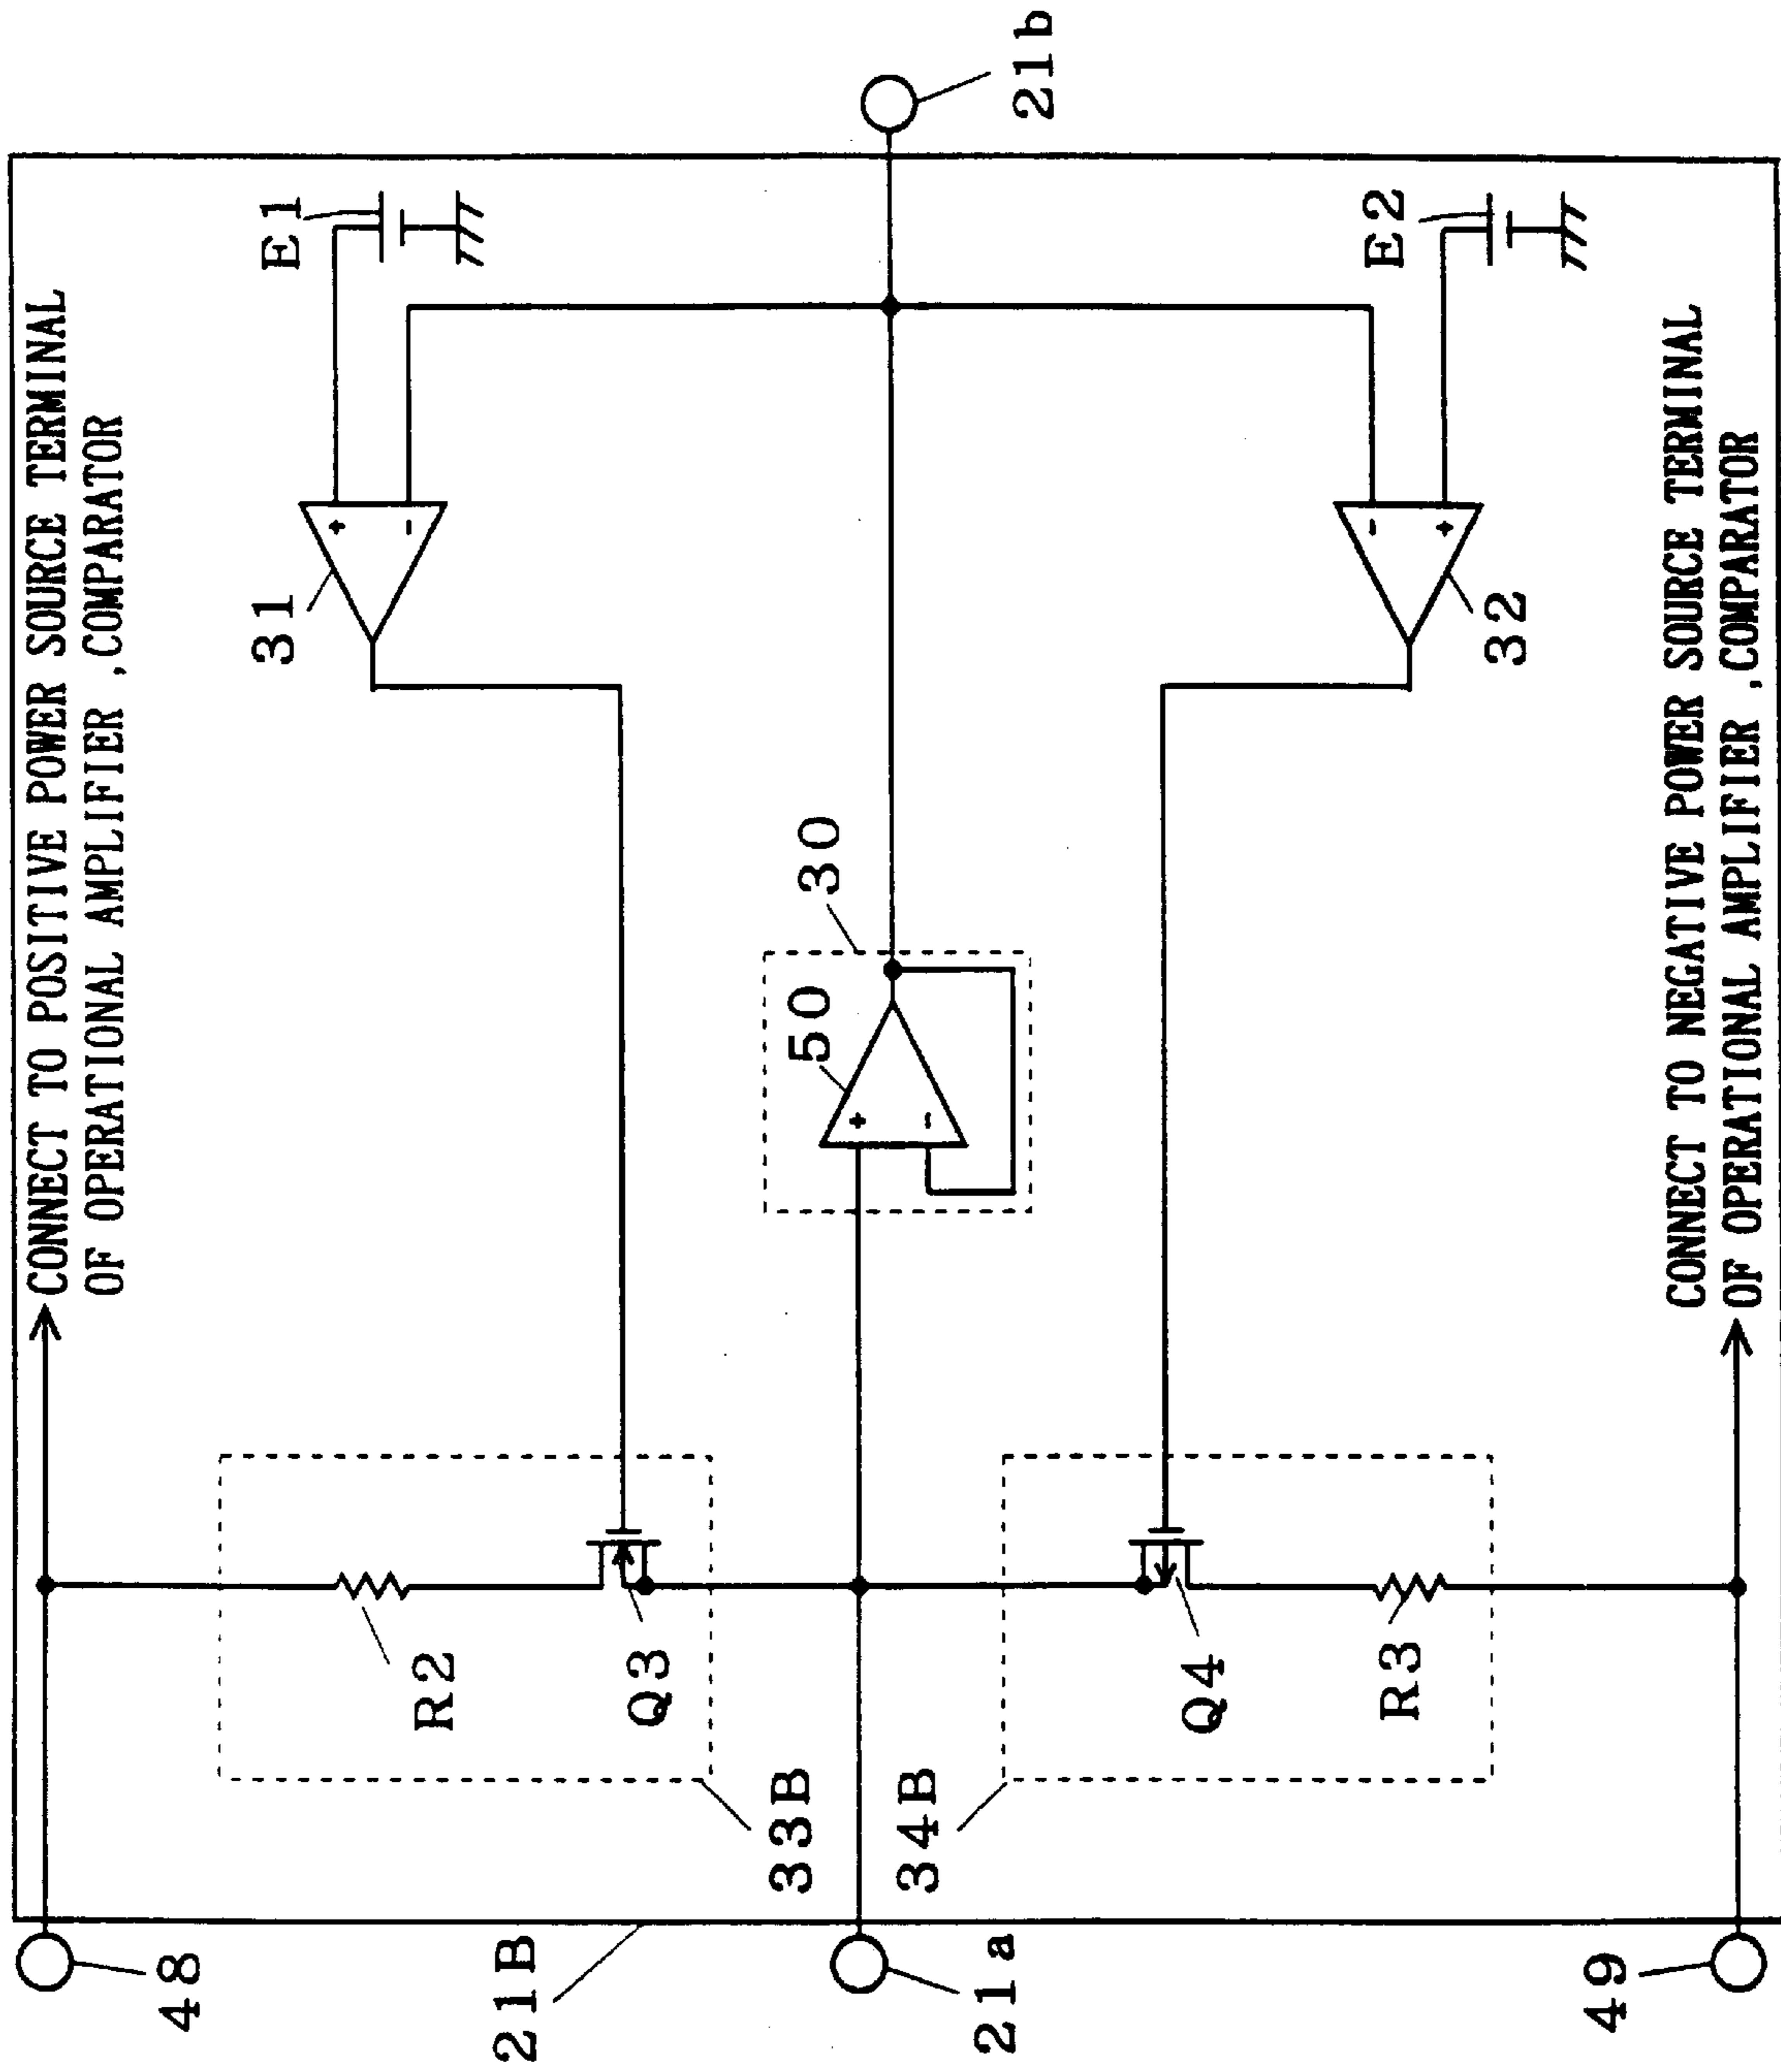 CONNECT TO POSITIVE POWER SOURCE TERMINAL
OF OPERATIONAL AMPLIFIER ,COMPARATOR
48
21B
21a
49
33B
34B
R2
Q3
Q4
R3
50
30
31
32
E1
E2
21b
+
-
+
-
+
-
CONNECT TO NEGATIVE POWER SOURCE TERMINAL
OF OPERATIONAL AMPLIFIER ,COMPARATOR